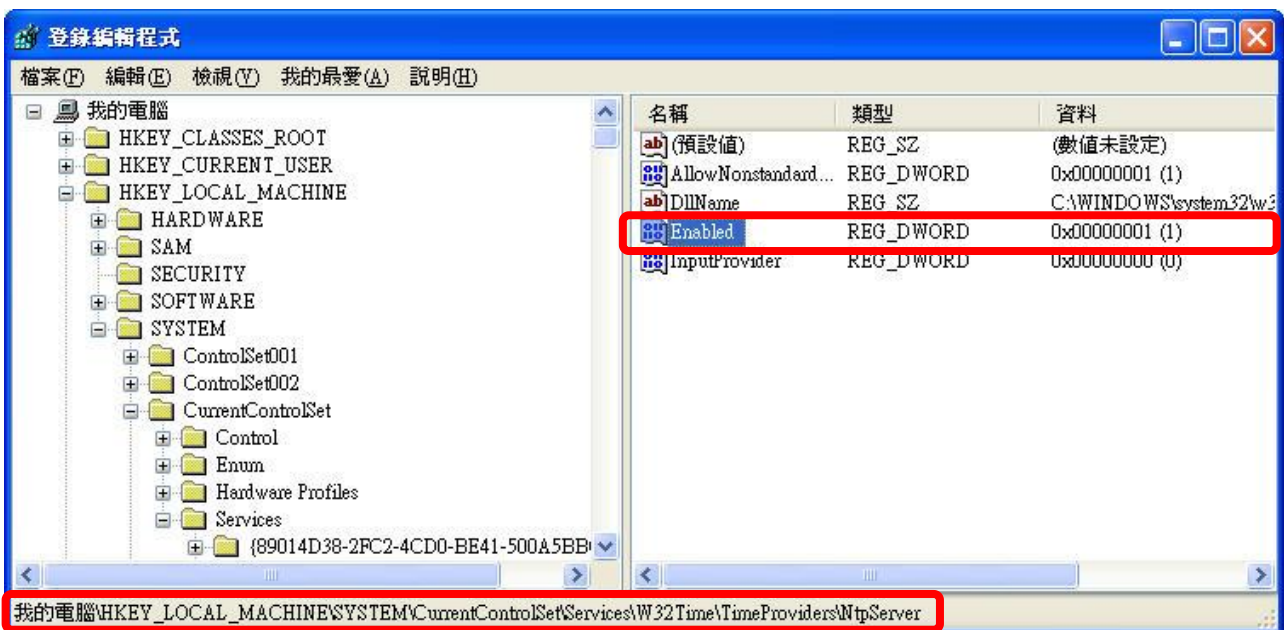 登錄編輯程式
檔案(F) 編輯(E) 檢視(V) 我的最愛(A) 說明(H)
我的電腦
HKEY_CLASSES_ROOT
HKEY_CURRENT_USER
HKEY_LOCAL_MACHINE
HARDWARE
SAM
SECURITY
SOFTWARE
SYSTEM
ControlSet001
ControlSet002
CurrentControlSet
Control
Enum
Hardware Profiles
Services
{89014D38-2FC2-4CD0-BE41-500A5BB
名稱 類型 資料
(預設值) REG_SZ (數值未設定)
AllowNonstandard... REG_DWORD 0x00000001 (1)
DllName REG_SZ C:\WINDOWS\system32\w3
Enabled REG_DWORD 0x00000001 (1)
InputProvider REG_DWORD 0x00000000 (0)
我的電腦\HKEY_LOCAL_MACHINE\SYSTEM\CurrentControlSet\Services\W32Time\TimeProviders\NtpServer